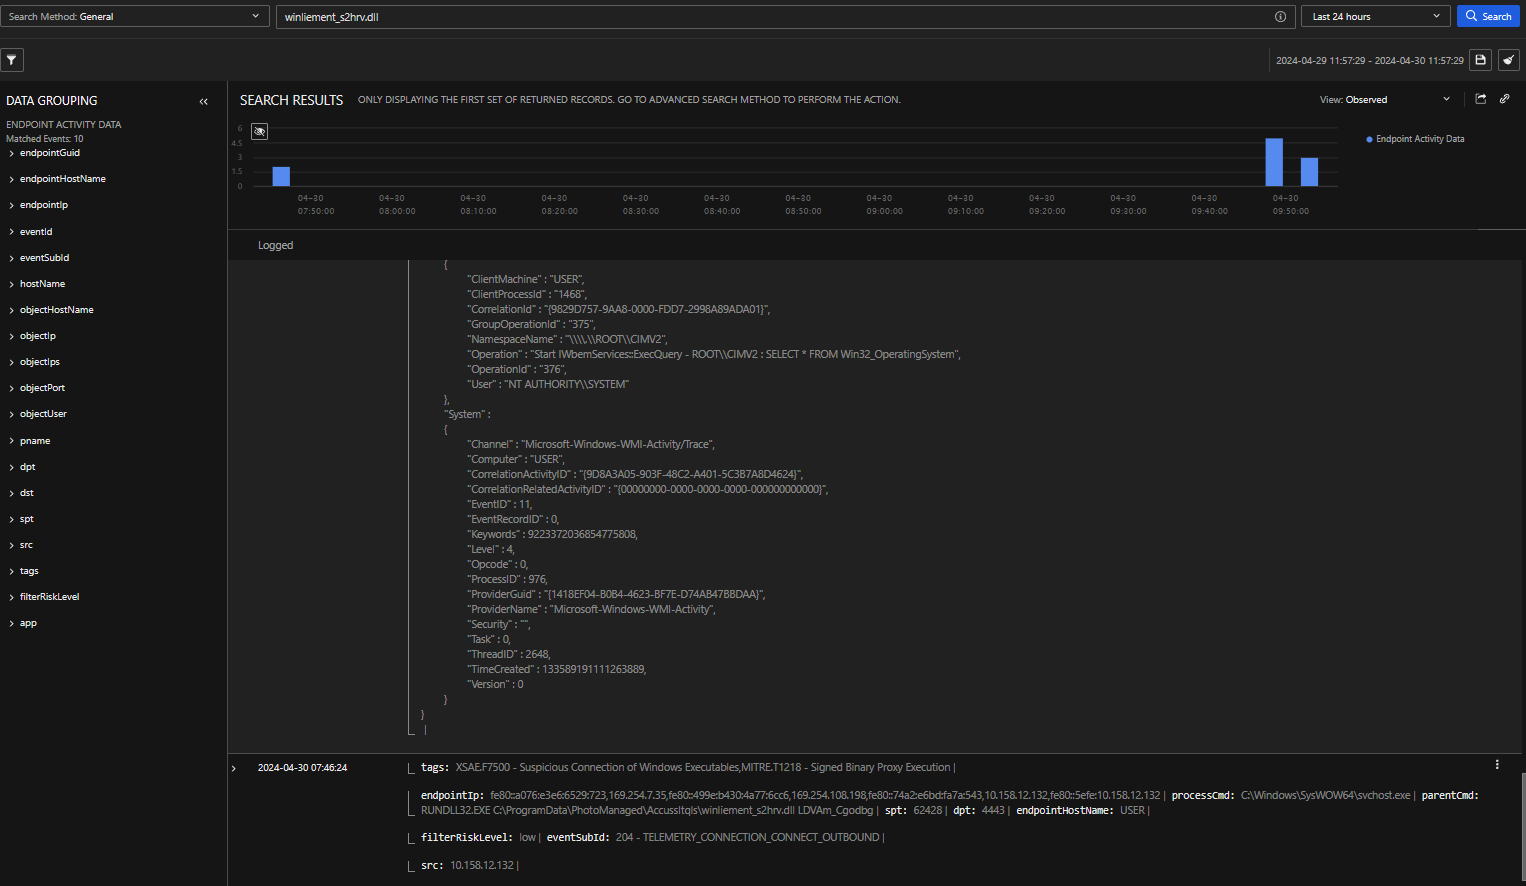 Search Method: General
winliement_s2hrv.dll
Last 24 hours
Search
2024-04-29 11:57:29 - 2024-04-30 11:57:29
DATA GROUPING
ENDPOINT ACTIVITY DATA
Matched Events: 10
endpointGuid
endpointHostName
endpointIp
eventId
eventSubId
hostName
objectHostName
objectIp
objectIps
objectPort
objectUser
pname
dpt
dst
spt
src
tags
filterRiskLevel
app
SEARCH RESULTS ONLY DISPLAYING THE FIRST SET OF RETURNED RECORDS. GO TO ADVANCED SEARCH METHOD TO PERFORM THE ACTION.
View: Observed
6
4.5
3
1.5
0
04-30 04-30 04-30 04-30 04-30 04-30 04-30 04-30 04-30 04-30 04-30 04-30 04-30
07:50:00 08:00:00 08:10:00 08:20:00 08:30:00 08:40:00 08:50:00 09:00:00 09:10:00 09:20:00 09:30:00 09:40:00 09:50:00
Endpoint Activity Data
Logged
{
"ClientMachine" : "USER",
"ClientProcessId" : "1468",
"CorrelationId" : "{9829D757-9AA8-0000-FDD7-2998A89ADA01}",
"GroupOperationId" : "375",
"NamespaceName" : "\\\\.\\ROOT\\CIMV2",
"Operation" : "Start IWbemServices::ExecQuery - ROOT\\CIMV2 : SELECT * FROM Win32_OperatingSystem",
"OperationId" : "376",
"User" : "NT AUTHORITY\\SYSTEM"
},
"System" :
{
"Channel" : "Microsoft-Windows-WMI-Activity/Trace",
"Computer" : "USER",
"CorrelationActivityID" : "{9D8A3A05-903F-48C2-A401-5C3B7A8D4624}",
"CorrelationRelatedActivityID" : "{00000000-0000-0000-0000-000000000000}",
"EventID" : 11,
"EventRecordID" : 0,
"Keywords" : 9223372036854775808,
"Level" : 4,
"Opcode" : 0,
"ProcessID" : 976,
"ProviderGuid" : "{1418EF04-B0B4-4623-BF7E-D74AB47BBDAA}",
"ProviderName" : "Microsoft-Windows-WMI-Activity",
"Security" : "",
"Task" : 0,
"ThreadID" : 2648,
"TimeCreated" : 133589191111263889,
"Version" : 0
}
}
|
2024-04-30 07:46:24
tags: XSAE.F7500 - Suspicious Connection of Windows Executables,MITRE.T1218 - Signed Binary Proxy Execution |
endpointIp: fe80::a076:e3e6:6529:723,169.254.7.35,fe80::499e:b430:4a77:6cc6,169.254.108.198,fe80::74a2:e6bd:fa7a:543,10.158.12.132,fe80::5efe:10.158.12.132 | processCmd: C:\Windows\SysWOW64\svchost.exe | parentCmd:
RUNDLL32.EXE C:\ProgramData\PhotoManaged\AccussItqls\winliement_s2hrv.dll LDVAm_Cgodbg | spt: 62428 | dpt: 4443 | endpointHostName: USER |
filterRiskLevel: low | eventSubId: 204 - TELEMETRY_CONNECTION_CONNECT_OUTBOUND |
src: 10.158.12.132 |